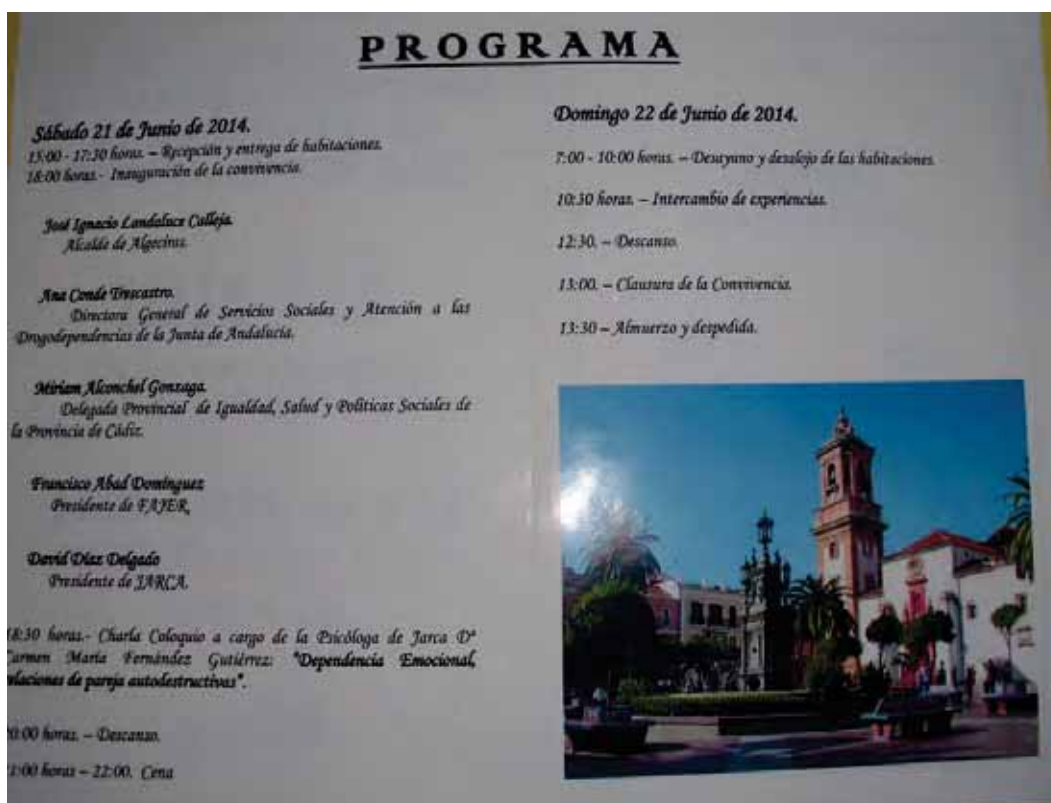 PROGRAMA
Sábado 21 de Junio de 2014.
15:00 - 17:30 horas. – Recepción y entrega de habitaciones.
18:00 horas.- Inauguración de la convivencia.
José Ignacio Landaluce Calleja.
Alcalde de Algeciras.
Ana Conde Trescastro.
Directora General de Servicios Sociales y Atención a las
Drogodependencias de la Junta de Andalucía.
Miriam Alconchel Gonzaga.
Delegada Provincial de Igualdad, Salud y Políticas Sociales de
la Provincia de Cádiz.
Francisco Abad Domínguez
Presidente de FAJER.
David Díaz Delgado
Presidente de JARCA.
18:30 horas.- Charla Coloquio a cargo de la Psicóloga de Jarca Dª
Carmen María Fernández Gutiérrez: "Dependencia Emocional,
relaciones de pareja autodestructivas".
20:00 horas. – Descanso.
21:00 horas – 22:00. Cena
Domingo 22 de Junio de 2014.
7:00 - 10:00 horas. – Desayuno y desalojo de las habitaciones.
10:30 horas. – Intercambio de experiencias.
12:30. – Descanso.
13:00. – Clausura de la Convivencia.
13:30 – Almuerzo y despedida.